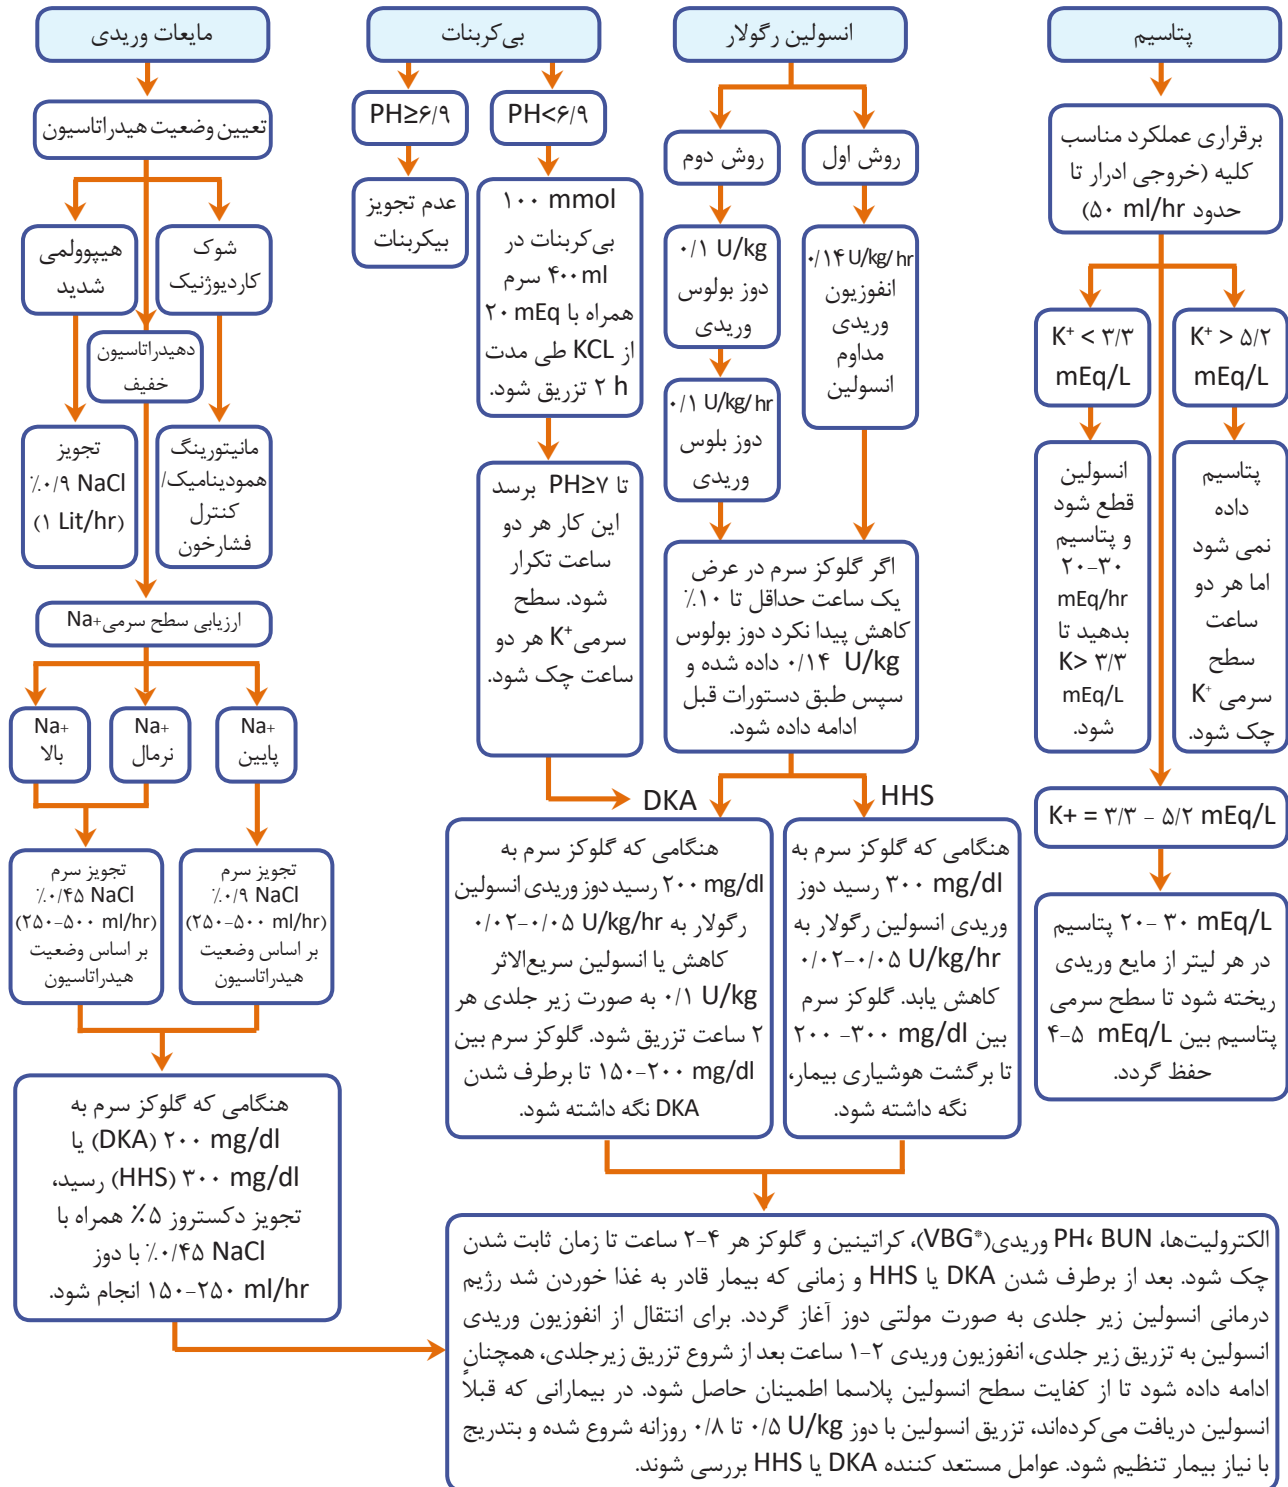 مایعات وریدی
تعیین وضعیت هیدراتاسیون
شوک
کاردیوژنیک
هیپوولمی
شدید
دهیدراتاسیون
خفیف
مانیتورینگ
همودینامیک/
کنترل
فشارخون
تجویز
٪۰/۹ NaCl
(۱ Lit/hr)
ارزیابی سطح سرمی Na+
Na+
پایین
Na+
نرمال
Na+
بالا
تجویز سرم
٪۰/۹ NaCl
(۲۵۰-۵۰۰ ml/hr)
بر اساس وضعیت
هیدراتاسیون
تجویز سرم
٪۰/۴۵ NaCl
(۲۵۰-۵۰۰ ml/hr)
بر اساس وضعیت
هیدراتاسیون
هنگامی که گلوکز سرم به
۲۰۰ mg/dl (DKA) یا
۳۰۰ mg/dl (HHS) رسید،
تجویز دکستروز ۵٪ همراه با
٪۰/۴۵ NaCl با دوز
۱۵۰-۲۵۰ ml/hr انجام شود.
بی‌کربنات
PH<۶/۹
PH≥۶/۹
۱۰۰ mmol
بی‌کربنات در
۴۰۰ml سرم
همراه با ۲۰ mEq
از KCL طی مدت
۲ h تزریق شود.
عدم تجویز
بیکربنات
تا PH≥۷ برسد
این کار هر دو
ساعت تکرار
شود. سطح
سرمی K⁺ هر دو
ساعت چک شود.
انسولین رگولار
روش اول
روش دوم
۰/۱۴ U/kg/hr
انفوزیون
وریدی
مداوم
انسولین
۰/۱ U/kg
دوز بولوس
وریدی
۰/۱ U/kg/hr
دوز بلوس
وریدی
اگر گلوکز سرم در عرض
یک ساعت حداقل تا ۱۰٪
کاهش پیدا نکرد دوز بولوس
۰/۱۴ U/kg داده شده و
سپس طبق دستورات قبل
ادامه داده شود.
HHS
DKA
هنگامی که گلوکز سرم به
۳۰۰ mg/dl رسید دوز
وریدی انسولین رگولار به
۰/۰۲-۰/۰۵ U/kg/hr
کاهش یابد. گلوکز سرم
بین ۲۰۰ -۳۰۰ mg/dl
تا برگشت هوشیاری بیمار،
نگه داشته شود.
هنگامی که گلوکز سرم به
۲۰۰ mg/dl رسید دوز وریدی انسولین
رگولار به ۰/۰۲-۰/۰۵ U/kg/hr
کاهش یا انسولین سریع‌الاثر
۰/۱ U/kg به صورت زیر جلدی هر
۲ ساعت تزریق شود. گلوکز سرم بین
۱۵۰-۲۰۰ mg/dl تا برطرف شدن
DKA نگه داشته شود.
پتاسیم
برقراری عملکرد مناسب
کلیه (خروجی ادرار تا
حدود ۵۰ ml/hr)
K⁺ > ۵/۲
mEq/L
K⁺ < ۳/۳
mEq/L
پتاسیم
داده
نمی شود
اما هر دو
ساعت
سطح
سرمی K⁺
چک شود.
انسولین
قطع شود
و پتاسیم
۲۰-۳۰
mEq/hr
بدهید تا
K> ۳/۳
mEq/L
شود.
K+ = ۳/۳ – ۵/۲ mEq/L
۲۰- ۳۰ mEq/L پتاسیم
در هر لیتر از مایع وریدی
ریخته شود تا سطح سرمی
پتاسیم بین ۴-۵ mEq/L
حفظ گردد.
الکترولیت‌ها، PH، BUN وریدی(VBG*)، کراتینین و گلوکز هر ۴-۲ ساعت تا زمان ثابت شدن
چک شود. بعد از برطرف شدن DKA یا HHS و زمانی که بیمار قادر به غذا خوردن شد رژیم
درمانی انسولین زیر جلدی به صورت مولتی دوز آغاز گردد. برای انتقال از انفوزیون وریدی
انسولین به تزریق زیر جلدی، انفوزیون وریدی ۲-۱ ساعت بعد از شروع تزریق زیرجلدی، همچنان
ادامه داده شود تا از کفایت سطح انسولین پلاسما اطمینان حاصل شود. در بیمارانی که قبلاً
انسولین دریافت می‌کرده‌اند، تزریق انسولین با دوز ۰/۵ U/kg تا ۰/۸ روزانه شروع شده و بتدریج
با نیاز بیمار تنظیم شود. عوامل مستعد کننده DKA یا HHS بررسی شوند.